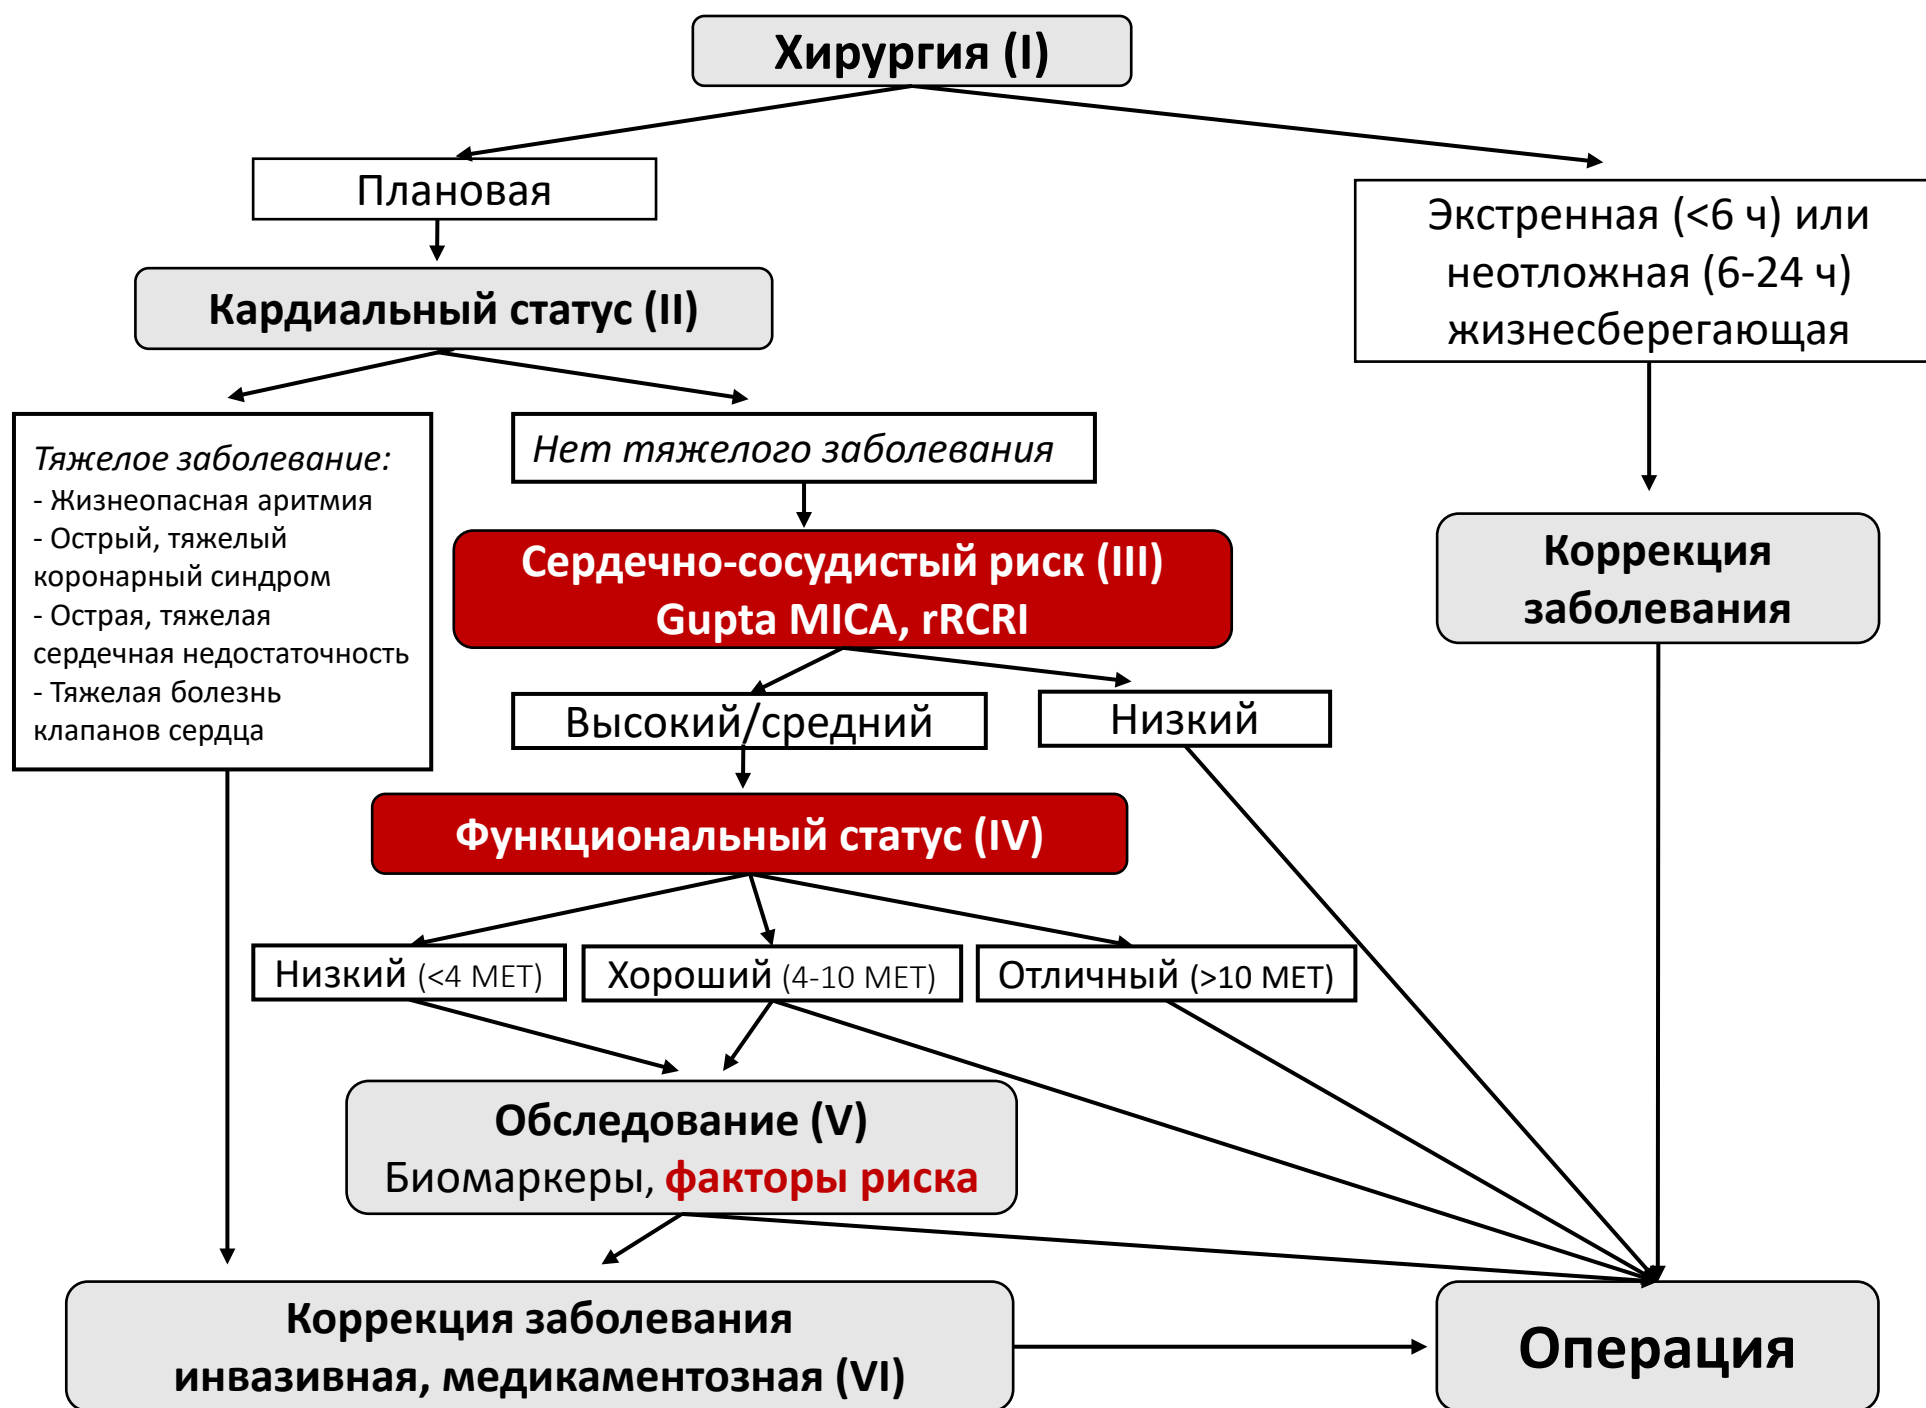 Хирургия (I)
Плановая
Экстренная (<6 ч) или
неотложная (6-24 ч)
жизнесберегающая
Кардиальный статус (II)
Тяжелое заболевание:
- Жизнеопасная аритмия
- Острый, тяжелый
коронарный синдром
- Острая, тяжелая
сердечная недостаточность
- Тяжелая болезнь
клапанов сердца
Нет тяжелого заболевания
Сердечно-сосудистый риск (III)
Gupta MICA, rRCRI
Коррекция
заболевания
Высокий/средний
Низкий
Функциональный статус (IV)
Низкий (<4 МЕТ)
Хороший (4-10 МЕТ)
Отличный (>10 МЕТ)
Обследование (V)
Биомаркеры, факторы риска
Коррекция заболевания
инвазивная, медикаментозная (VI)
Операция